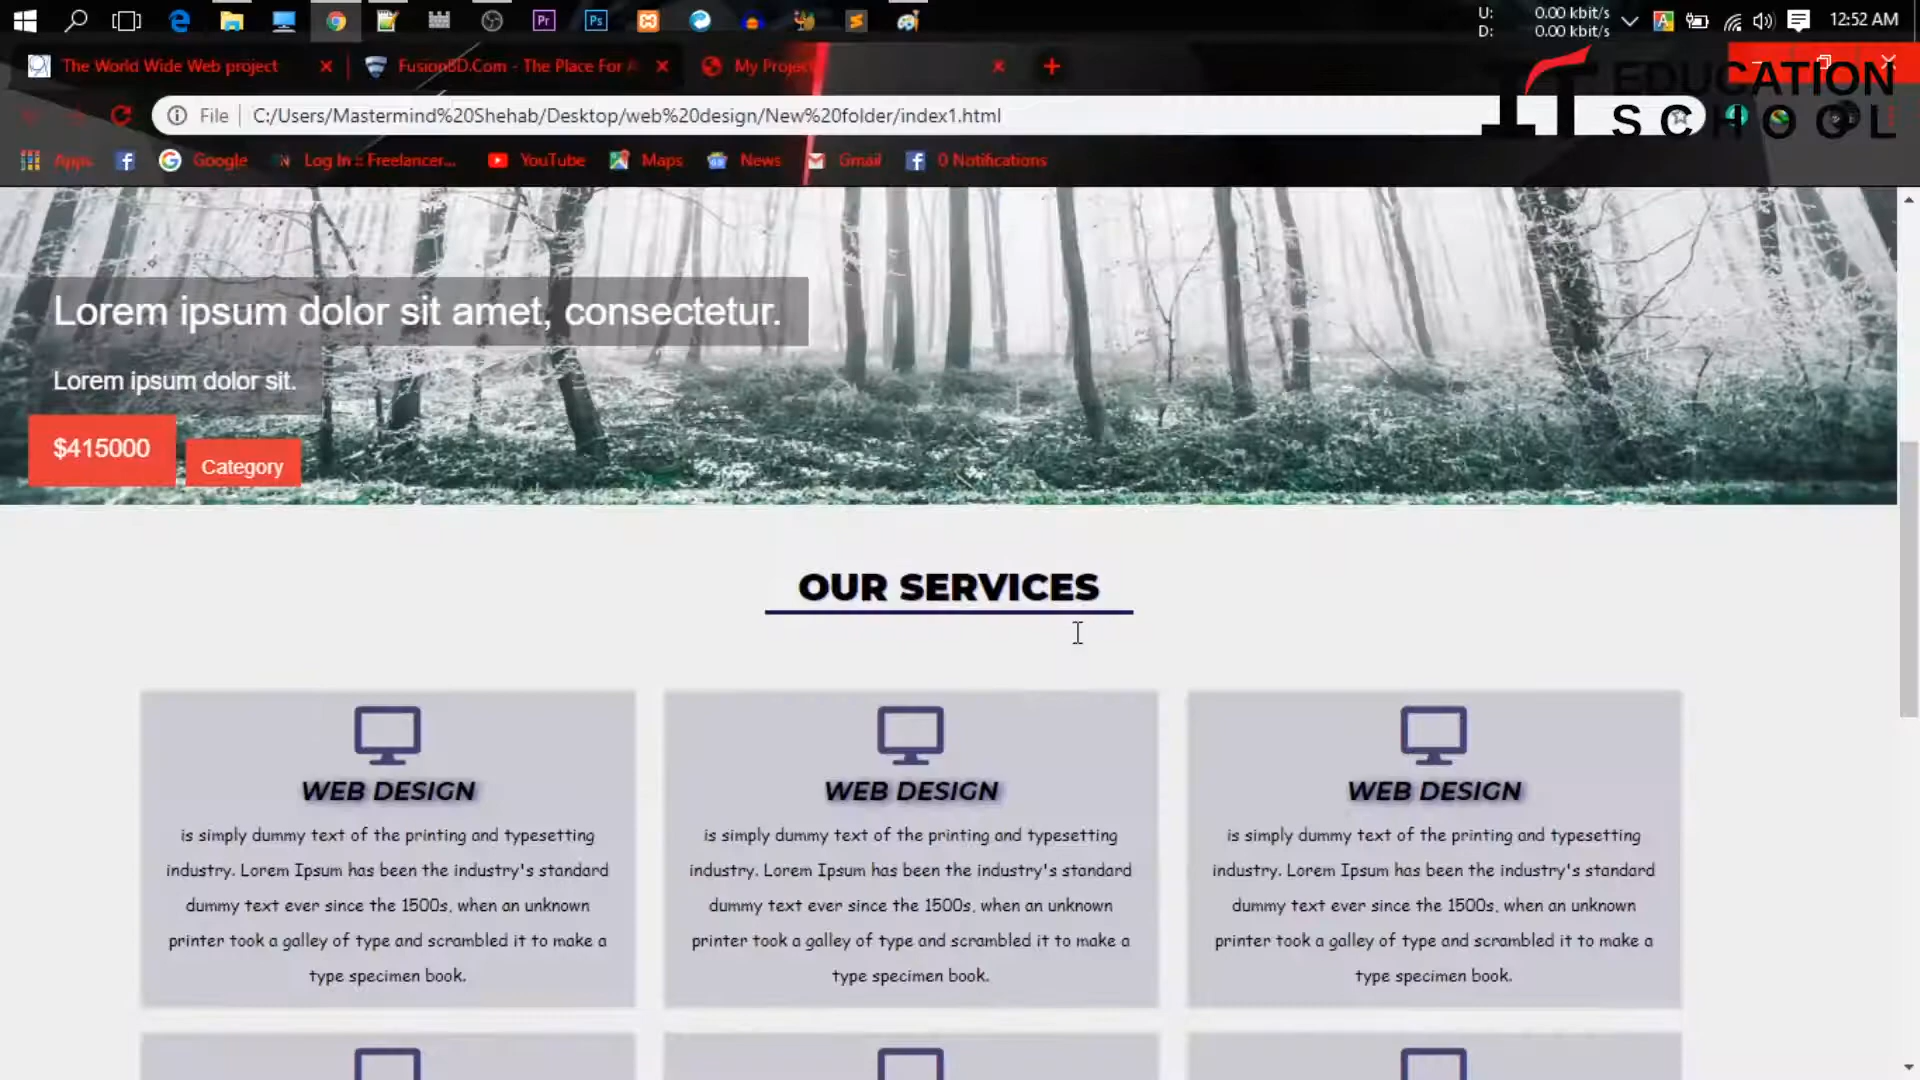 U: 0.00 kbit/s
D: 0.00 kbit/s
12:52 AM
The World Wide Web project
FusionBD.Com - The Place For A
My Project
IT EDUCATION
SCHOOL
File
C:/Users/Mastermind%20Shehab/Desktop/web%20design/New%20folder/index1.html
Apps
Google
Log In :: Freelancer...
YouTube
Maps
News
Gmail
0 Notifications
Lorem ipsum dolor sit amet, consectetur.
Lorem ipsum dolor sit.
$415000
Category
OUR SERVICES
WEB DESIGN
is simply dummy text of the printing and typesetting
industry. Lorem Ipsum has been the industry's standard
dummy text ever since the 1500s, when an unknown
printer took a galley of type and scrambled it to make a
type specimen book.
WEB DESIGN
is simply dummy text of the printing and typesetting
industry. Lorem Ipsum has been the industry's standard
dummy text ever since the 1500s, when an unknown
printer took a galley of type and scrambled it to make a
type specimen book.
WEB DESIGN
is simply dummy text of the printing and typesetting
industry. Lorem Ipsum has been the industry's standard
dummy text ever since the 1500s, when an unknown
printer took a galley of type and scrambled it to make a
type specimen book.